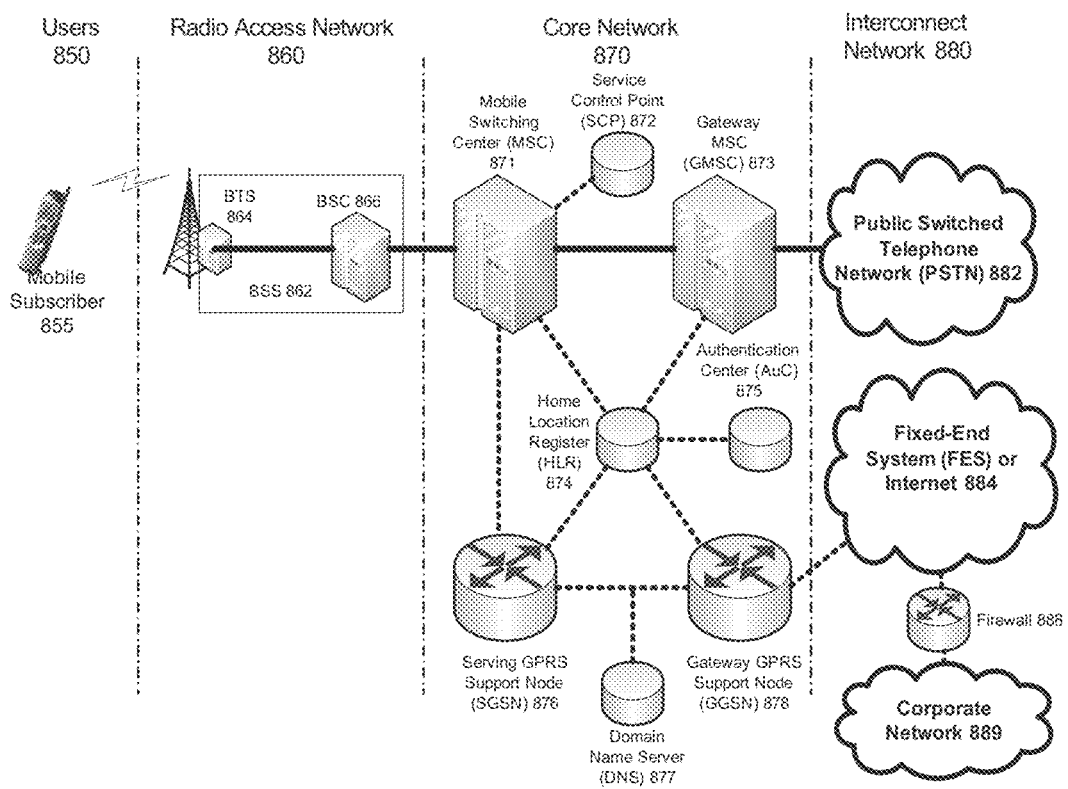 Users
850
Radio Access Network
860
Core Network
870
Interconnect
Network 880
Mobile
Switching
Center (MSC)
871
Service
Control Point
(SCP) 872
Gateway
MSC
(GMSC) 873
BTS
864
BSC 866
BSS 862
Mobile
Subscriber
855
Public Switched
Telephone
Network (PSTN) 882
Authentication
Center (AuC)
875
Home
Location
Register
(HLR)
874
Fixed-End
System (FES) or
Internet 884
Firewall 888
Serving GPRS
Support Node
(SGSN) 876
Gateway GPRS
Support Node
(GGSN) 878
Domain
Name Server
(DNS) 877
Corporate
Network 889